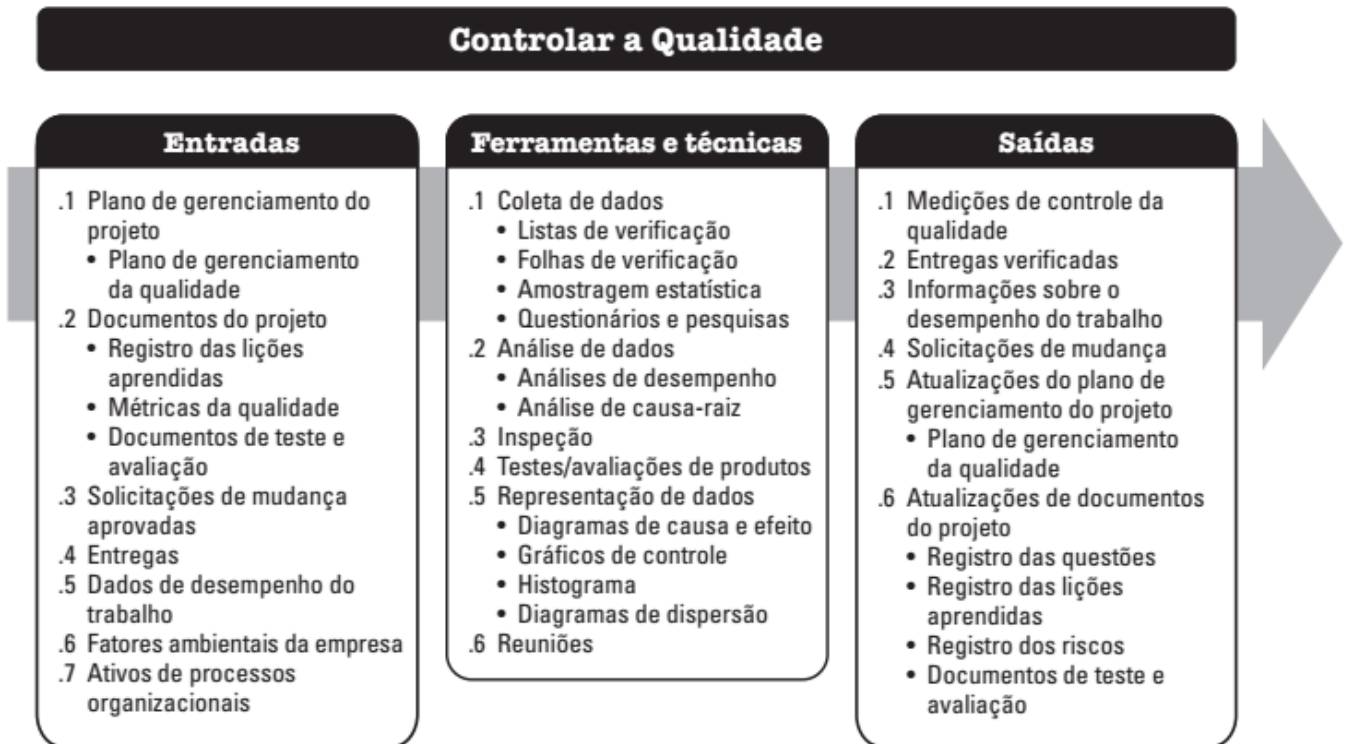 Controlar a Qualidade
Entradas
.1 Plano de gerenciamento do
projeto
• Plano de gerenciamento
da qualidade
.2 Documentos do projeto
• Registro das lições
aprendidas
• Métricas da qualidade
• Documentos de teste e
avaliação
.3 Solicitações de mudança
aprovadas
.4 Entregas
.5 Dados de desempenho do
trabalho
.6 Fatores ambientais da empresa
.7 Ativos de processos
organizacionais
Ferramentas e técnicas
.1 Coleta de dados
• Listas de verificação
• Folhas de verificação
• Amostragem estatística
• Questionários e pesquisas
.2 Análise de dados
• Análises de desempenho
• Análise de causa-raiz
.3 Inspeção
.4 Testes/avaliações de produtos
.5 Representação de dados
• Diagramas de causa e efeito
• Gráficos de controle
• Histograma
• Diagramas de dispersão
.6 Reuniões
Saídas
.1 Medições de controle da
qualidade
.2 Entregas verificadas
.3 Informações sobre o
desempenho do trabalho
.4 Solicitações de mudança
.5 Atualizações do plano de
gerenciamento do projeto
• Plano de gerenciamento
da qualidade
.6 Atualizações de documentos
do projeto
• Registro das questões
• Registro das lições
aprendidas
• Registro dos riscos
• Documentos de teste e
avaliação